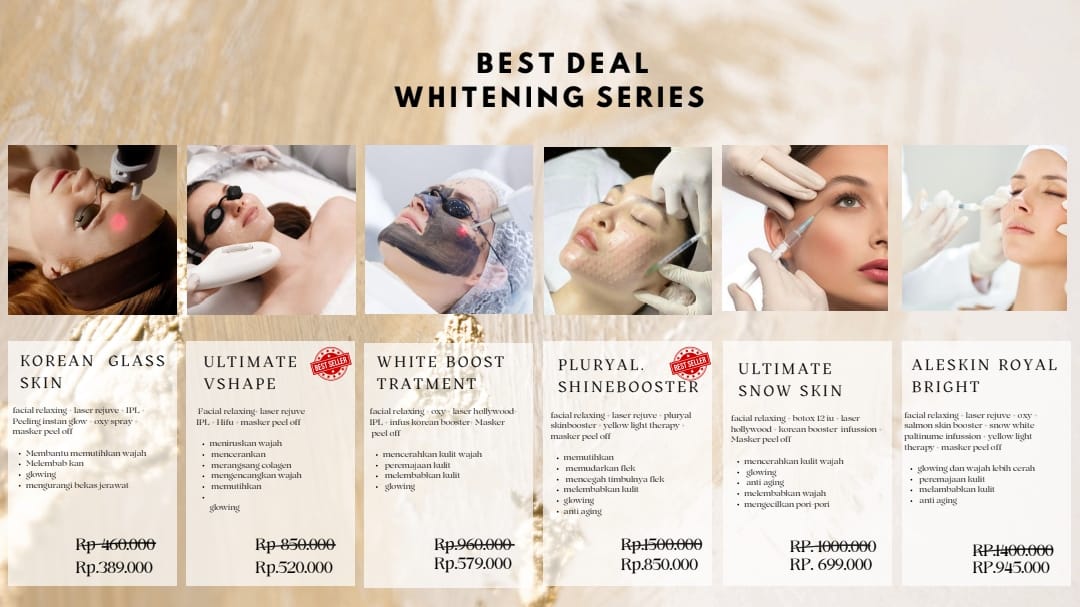 BEST DEAL
WHITENING SERIES
KOREAN GLASS
SKIN
facial relaxing + laser rejuve + IPL +
Peeling instan glow + oxy spray +
masker peel off
• Membantu memutihkan wajah
• Melembab kan
• glowing
• mengurangi bekas jerawat
Rp 460.000
Rp.389.000
ULTIMATE
VSHAPE
BEST SELLER
Facial relaxing+ laser rejuve
IPL + Hifu + masker peel off
• meniruskan wajah
• mencerankan
• merangsang colagen
• mengencangkan wajah
• memutihkan
•
glowing
Rp 850.000
Rp.520.000
WHITE BOOST
TRATMENT
facial relaxing + oxy + laser hollywood+
IPL + infus korean booster+ Masker
peel off
• mencerahkan kulit wajah
• peremajaan kulit
• melembabkan kulit
• glowing
Rp.960.000
Rp.579.000
PLURYAL.
SHINEBOOSTER
BEST SELLER
facial relaxing + laser rejuve + pluryal
skinbooster + yellow light therapy +
masker peel off
• memutihkan
• memudarkan flek
• mencegah timbulnya flek
• melembabkan kulit
• glowing
• anti aging
Rp.1500.000
Rp.850.000
ULTIMATE
SNOW SKIN
facial relaxing + botox 12 iu + laser
hollywood + korean booster infussion +
Masker peel off
• mencerahkan kulit wajah
• glowing
• anti aging
• melembabkan wajah
• mengecilkan pori-pori
RP. 1000.000
RP. 699.000
ALESKIN ROYAL
BRIGHT
facial relaxing + laser rejuve + oxy +
salmon skin booster + snow white
paltinume infussion + yellow light
therapy + masker peel off
• glowing dan wajah lebih cerah
• peremajaan kulit
• melambabkan kulit
• anti aging
RP.1400.000
RP.945.000